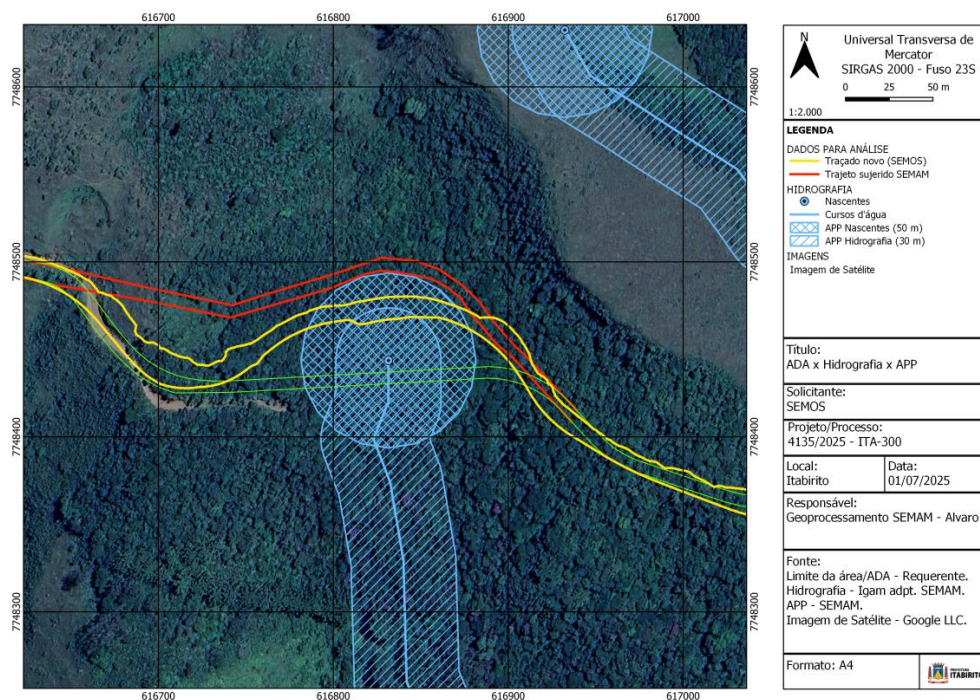 616700
616800
616900
617000
7748600
7748500
7748400
7748300
7748600
7748500
7748400
7748300
616700
616800
616900
617000
N
Universal Transversa de
Mercator
SIRGAS 2000 - Fuso 23S
0 25 50 m
1:2.000
LEGENDA
DADOS PARA ANÁLISE
Traçado novo (SEMOS)
Trajeto sujerido SEMAM
HIDROGRAFIA
Nascentes
Cursos d'água
APP Nascentes (50 m)
APP Hidrografia (30 m)
IMAGENS
Imagem de Satélite
Título:
ADA x Hidrografia x APP
Solicitante:
SEMOS
Projeto/Processo:
4135/2025 - ITA-300
Local:
Itabirito
Data:
01/07/2025
Responsável:
Geoprocessamento SEMAM - Alvaro
Fonte:
Limite da área/ADA - Requerente.
Hidrografia - Igam adpt. SEMAM.
APP - SEMAM.
Imagem de Satélite - Google LLC.
Formato: A4
PREFEITURA
ITABIRITO